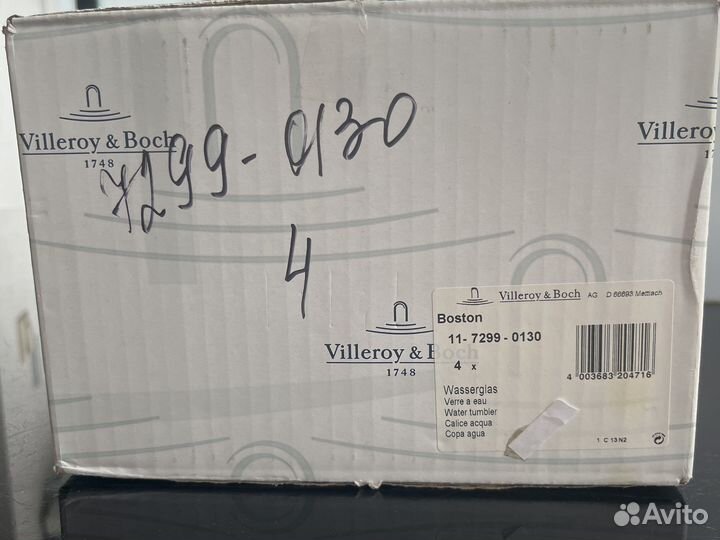 Villeroy & Boch
1748
Villeroy
17
7299-0130
4
Villeroy & Boch
1748
Villeroy & Boch AG D 66693 Mettlach
Boston
11- 7299 - 0130
4 x
4 003683 204716
Wasserglas
Verre a eau
Water tumbler
Calice acqua
Copa agua
1 C 13 N2
Avito